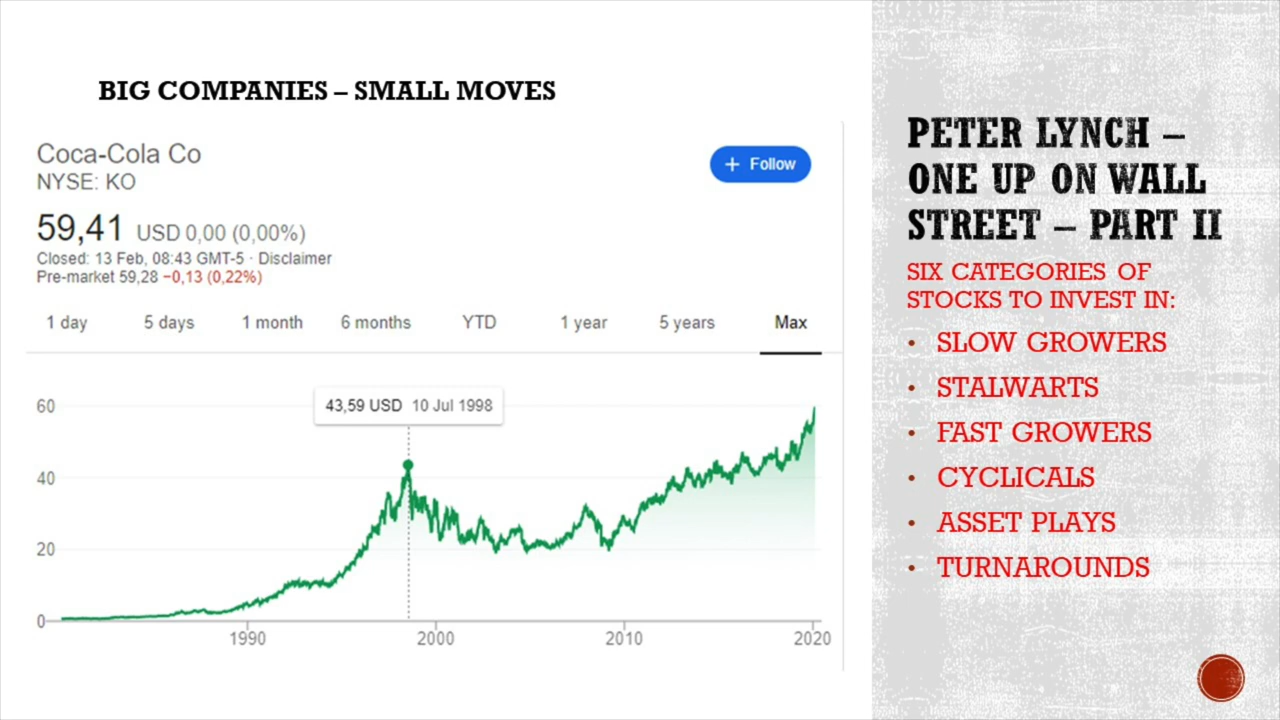 BIG COMPANIES – SMALL MOVES
Coca-Cola Co
NYSE: KO
+ Follow
59,41 USD 0,00 (0,00%)
Closed: 13 Feb, 08:43 GMT-5 · Disclaimer
Pre-market 59,28 −0,13 (0,22%)
1 day 5 days 1 month 6 months YTD 1 year 5 years Max
43,59 USD 10 Jul 1998
60
40
20
0
1990 2000 2010 2020
PETER LYNCH –
ONE UP ON WALL
STREET – PART II
SIX CATEGORIES OF
STOCKS TO INVEST IN:
• SLOW GROWERS
• STALWARTS
• FAST GROWERS
• CYCLICALS
• ASSET PLAYS
• TURNAROUNDS